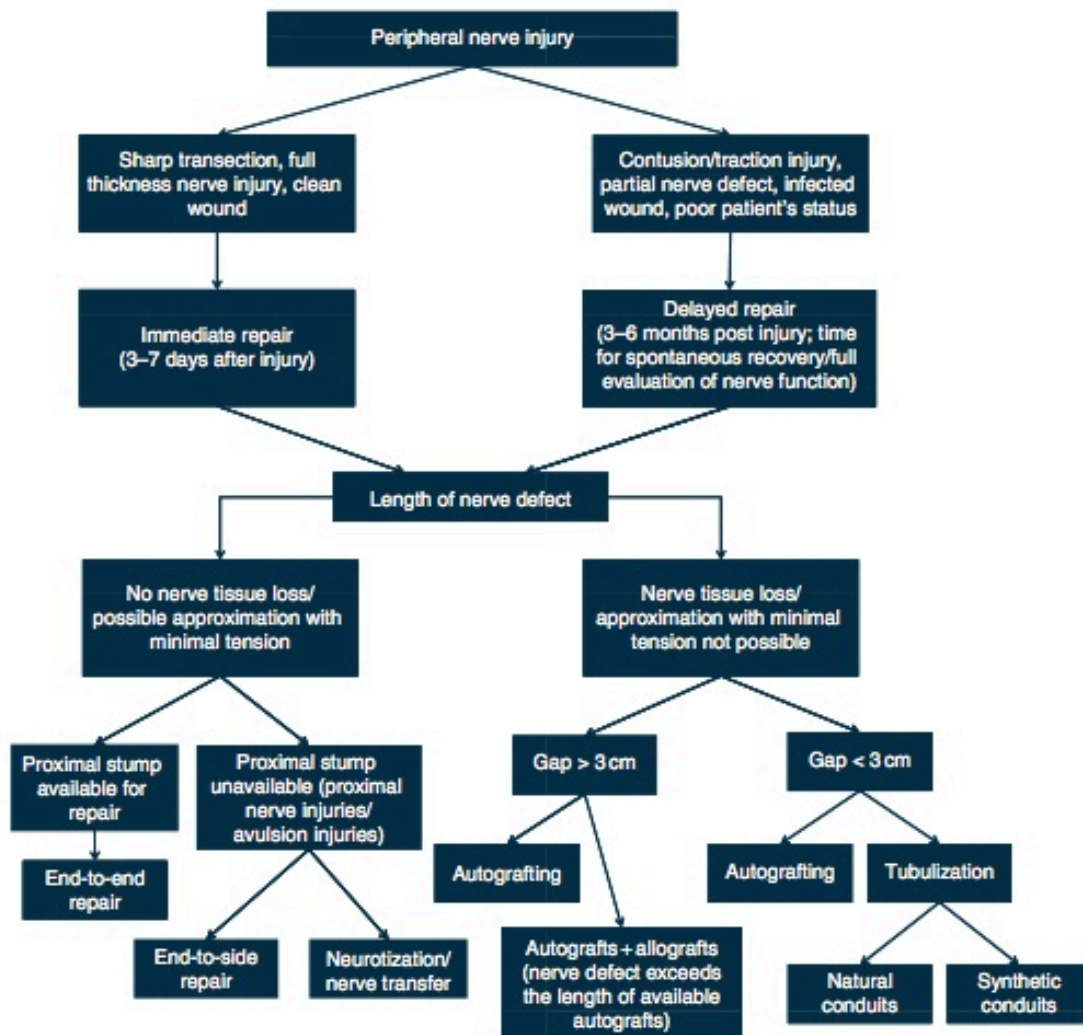 Peripheral nerve injury
Sharp transection, full
thickness nerve injury, clean
wound
Contusion/traction injury,
partial nerve defect, infected
wound, poor patient's status
Immediate repair
(3–7 days after injury)
Delayed repair
(3–6 months post injury; time
for spontaneous recovery/full
evaluation of nerve function)
Length of nerve defect
No nerve tissue loss/
possible approximation with
minimal tension
Nerve tissue loss/
approximation with minimal
tension not possible
Proximal stump
available for
repair
Proximal stump
unavailable (proximal
nerve injuries/
avulsion injuries)
Gap > 3 cm
Gap < 3 cm
End-to-end
repair
Autografting
Autografting
Tubulization
End-to-side
repair
Neurotization/
nerve transfer
Autografts + allografts
(nerve defect exceeds
the length of available
autografts)
Natural
conduits
Synthetic
conduits